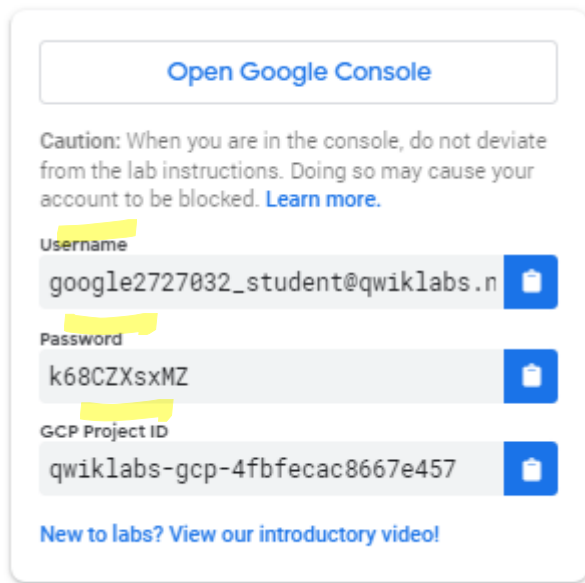 Open Google Console
Caution: When you are in the console, do not deviate
from the lab instructions. Doing so may cause your
account to be blocked. Learn more.
Username
google2727032_student@qwiklabs.n
Password
k68CZXsxMZ
GCP Project ID
qwiklabs-gcp-4fbfecac8667e457
New to labs? View our introductory video!